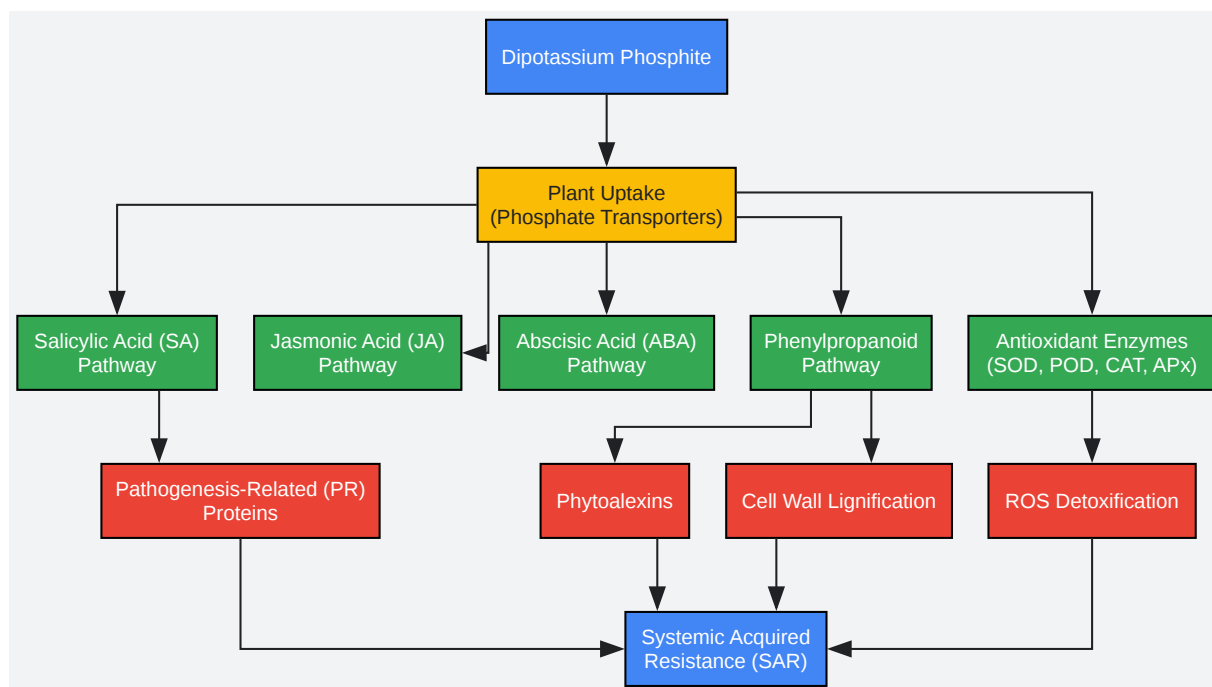 Dipotassium Phosphite
Plant Uptake
(Phosphate Transporters)
Salicylic Acid (SA)
Pathway
Jasmonic Acid (JA)
Pathway
Abscisic Acid (ABA)
Pathway
Phenylpropanoid
Pathway
Antioxidant Enzymes
(SOD, POD, CAT, APx)
Pathogenesis-Related (PR)
Proteins
Phytoalexins
Cell Wall Lignification
ROS Detoxification
Systemic Acquired
Resistance (SAR)